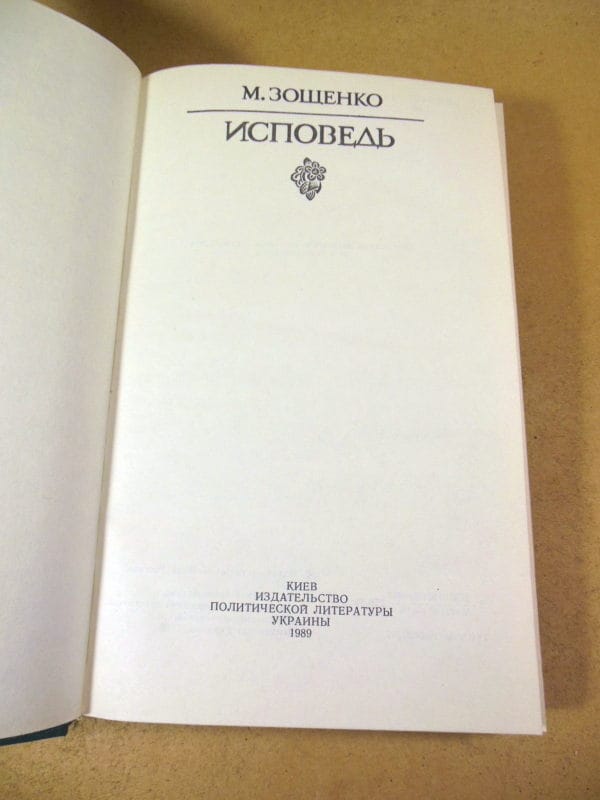 М. ЗОЩЕНКО
ИСПОВЕДЬ
КИЕВ
ИЗДАТЕЛЬСТВО
ПОЛИТИЧЕСКОЙ ЛИТЕРАТУРЫ
УКРАИНЫ
1989